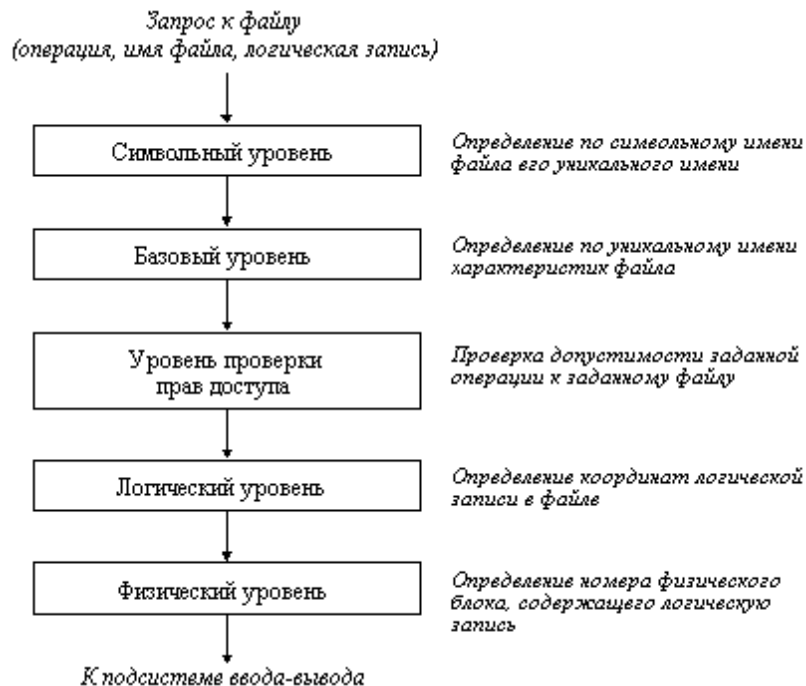 Запрос к файлу
(операция, имя файла, логическая запись)
Символьный уровень
Определение по символьному имени
файла его уникального имени
Базовый уровень
Определение по уникальному имени
характеристик файла
Уровень проверки
прав доступа
Проверка допустимости заданной
операции к заданному файлу
Логический уровень
Определение координат логической
записи в файле
Физический уровень
Определение номера физического
блока, содержащего логическую
запись
К подсистеме ввода-вывода